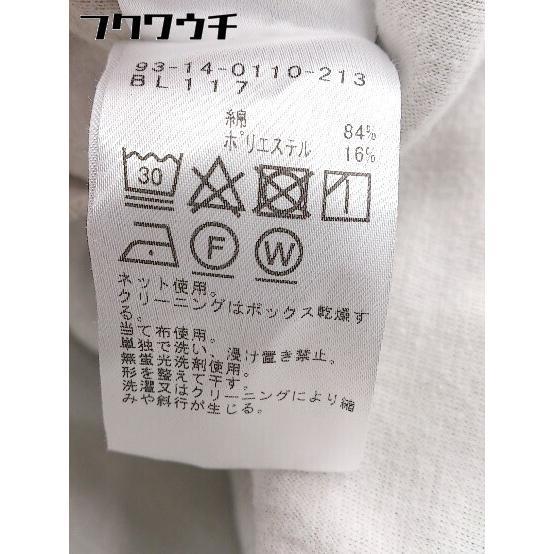 フクワウチ
93-14-0110-213
BL117
綿 84%
ポリエステル 16%
30
F W
ネット使用。
クリーニングはボックス乾燥す
る。
当て布使用。
単独で洗い、浸け置き禁止。
無蛍光洗剤使用。
形を整えて干す。
洗濯又はクリーニングにより縮
みや斜行が生じる。